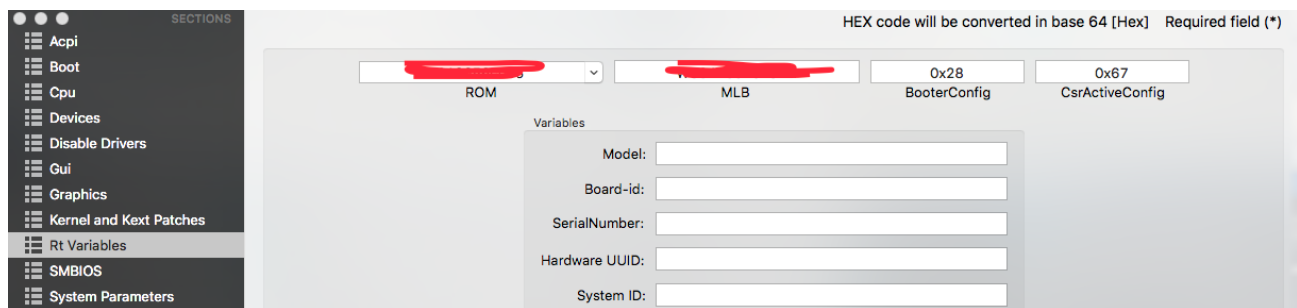 SECTIONS
HEX code will be converted in base 64 [Hex] Required field (*)
Acpi
Boot
Cpu
Devices
Disable Drivers
Gui
Graphics
Kernel and Kext Patches
Rt Variables
SMBIOS
System Parameters
0x28
0x67
ROM
MLB
BooterConfig
CsrActiveConfig
Variables
Model:
Board-id:
SerialNumber:
Hardware UUID:
System ID: